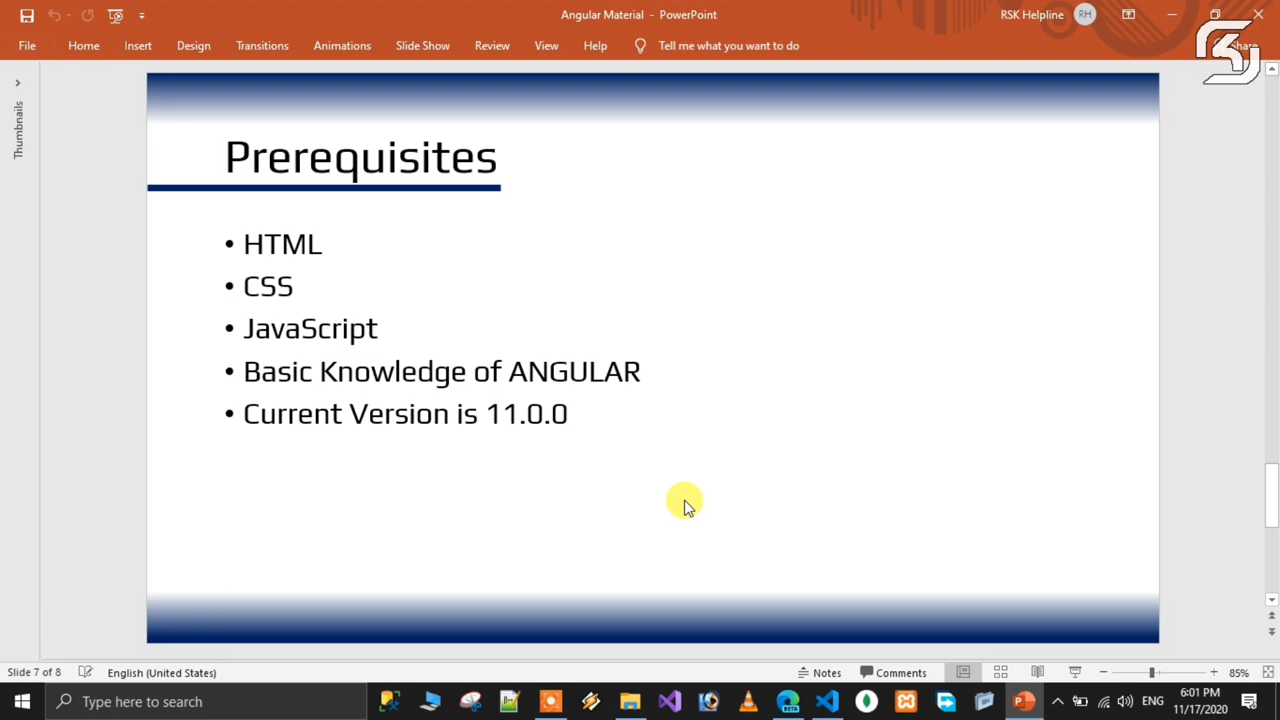 Angular Material - PowerPoint
RSK Helpline
RH
File
Home
Insert
Design
Transitions
Animations
Slide Show
Review
View
Help
Tell me what you want to do
Share
Thumbnails
Prerequisites
• HTML
• CSS
• JavaScript
• Basic Knowledge of ANGULAR
• Current Version is 11.0.0
Slide 7 of 8
English (United States)
Notes
Comments
85%
Type here to search
BETA
ENG
6:01 PM
11/17/2020